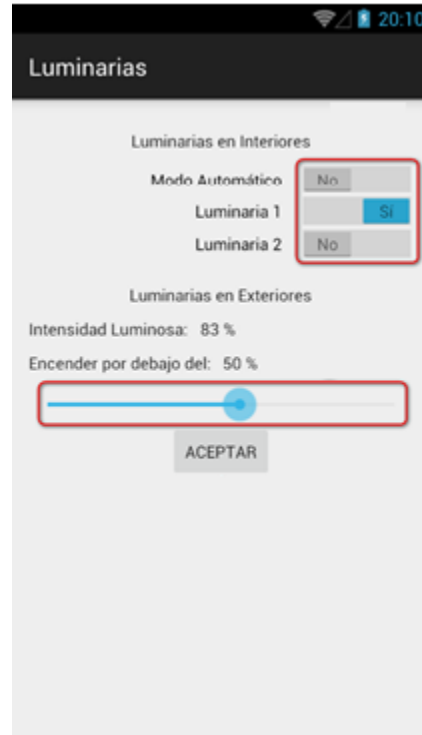 20:10
Luminarias
Luminarias en Interiores
Modo Automático No
Luminaria 1 Sí
Luminaria 2 No
Luminarias en Exteriores
Intensidad Luminosa: 83 %
Encender por debajo del: 50 %
ACEPTAR